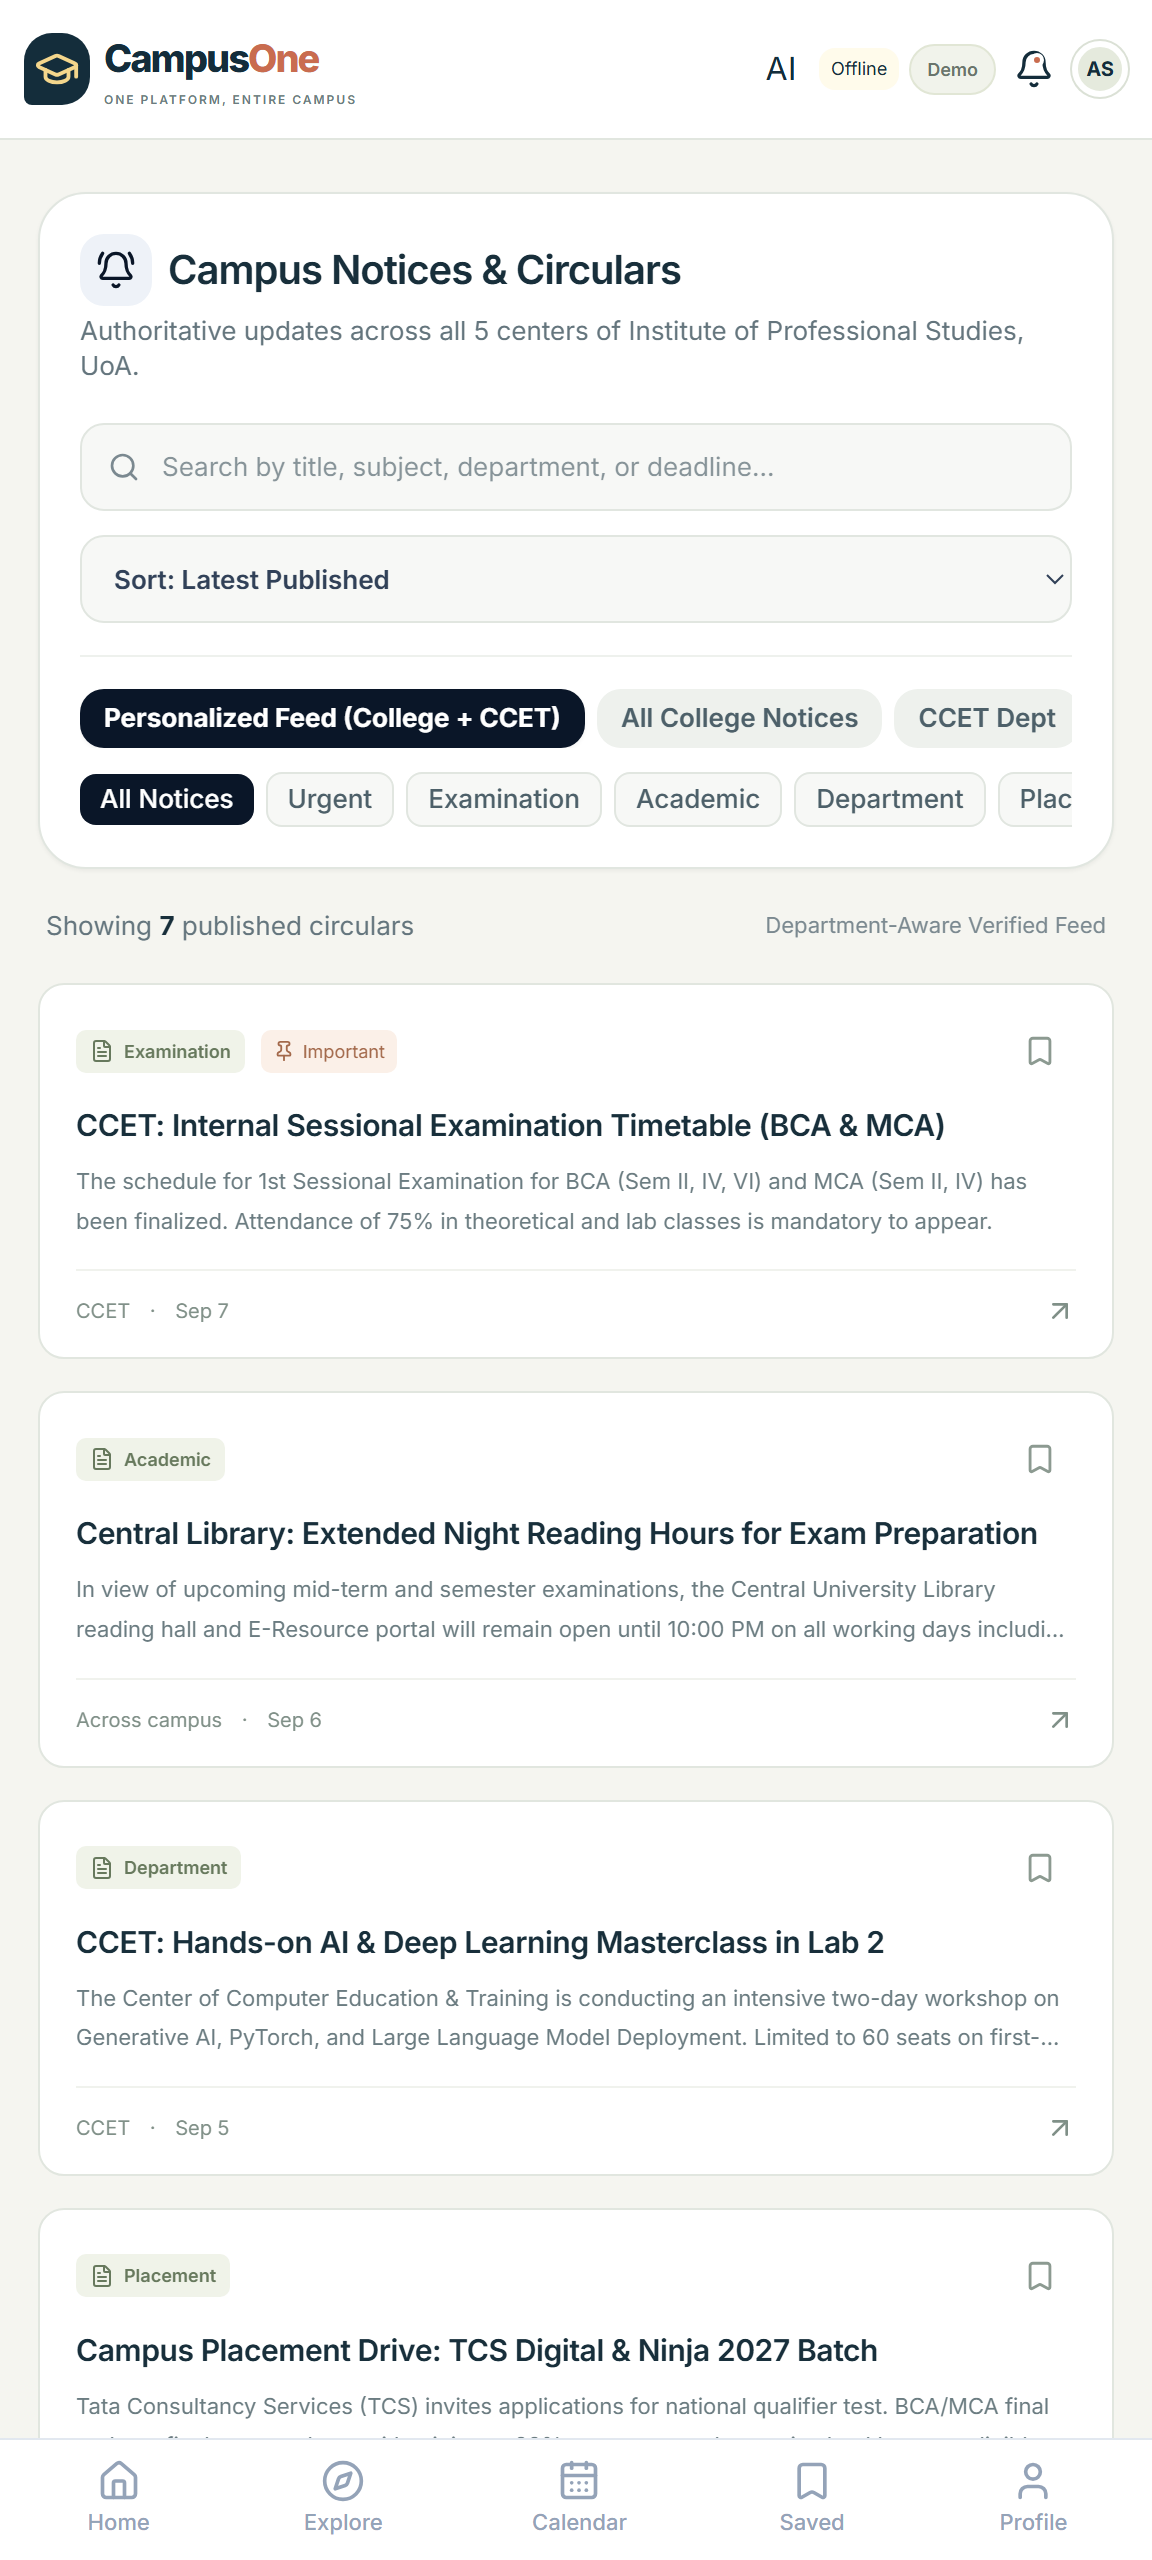 CampusOne
ONE PLATFORM, ENTIRE CAMPUS
AI
Offline
Demo
AS
Campus Notices & Circulars
Authoritative updates across all 5 centers of Institute of Professional Studies,
UoA.
Search by title, subject, department, or deadline...
Sort: Latest Published
Personalized Feed (College + CCET)
All College Notices
CCET Dept
All Notices
Urgent
Examination
Academic
Department
Plac
Showing 7 published circulars
Department-Aware Verified Feed
Examination
Important
CCET: Internal Sessional Examination Timetable (BCA & MCA)
The schedule for 1st Sessional Examination for BCA (Sem II, IV, VI) and MCA (Sem II, IV) has
been finalized. Attendance of 75% in theoretical and lab classes is mandatory to appear.
CCET · Sep 7
Academic
Central Library: Extended Night Reading Hours for Exam Preparation
In view of upcoming mid-term and semester examinations, the Central University Library
reading hall and E-Resource portal will remain open until 10:00 PM on all working days includi...
Across campus · Sep 6
Department
CCET: Hands-on AI & Deep Learning Masterclass in Lab 2
The Center of Computer Education & Training is conducting an intensive two-day workshop on
Generative AI, PyTorch, and Large Language Model Deployment. Limited to 60 seats on first-...
CCET · Sep 5
Placement
Campus Placement Drive: TCS Digital & Ninja 2027 Batch
Tata Consultancy Services (TCS) invites applications for national qualifier test. BCA/MCA final
Home
Explore
Calendar
Saved
Profile